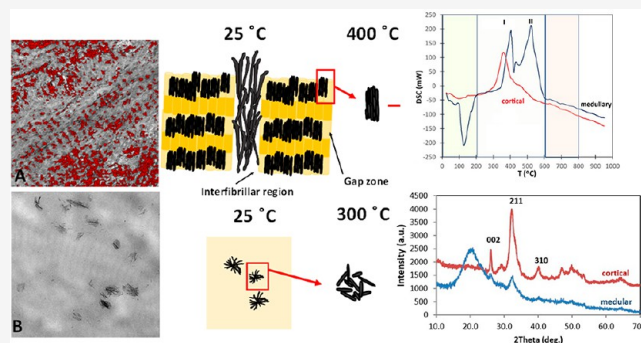 A
25 ˚C
400 ˚C
Interfibrillar region
Gap zone
250
200
150
100
50
0
-50
-100
-150
-200
-250
DSC (mW)
I
II
cortical
medullary
0
100
200
300
400
500
600
700
800
900
1000
T (ºC)
B
25 ˚C
300 ˚C
4500
4000
3500
3000
2500
2000
1500
1000
500
0
Intensity (a.u.)
211
002
310
cortical
medular
10.0
20.0
30.0
40.0
50.0
60.0
70.0
2Theta (deg.)